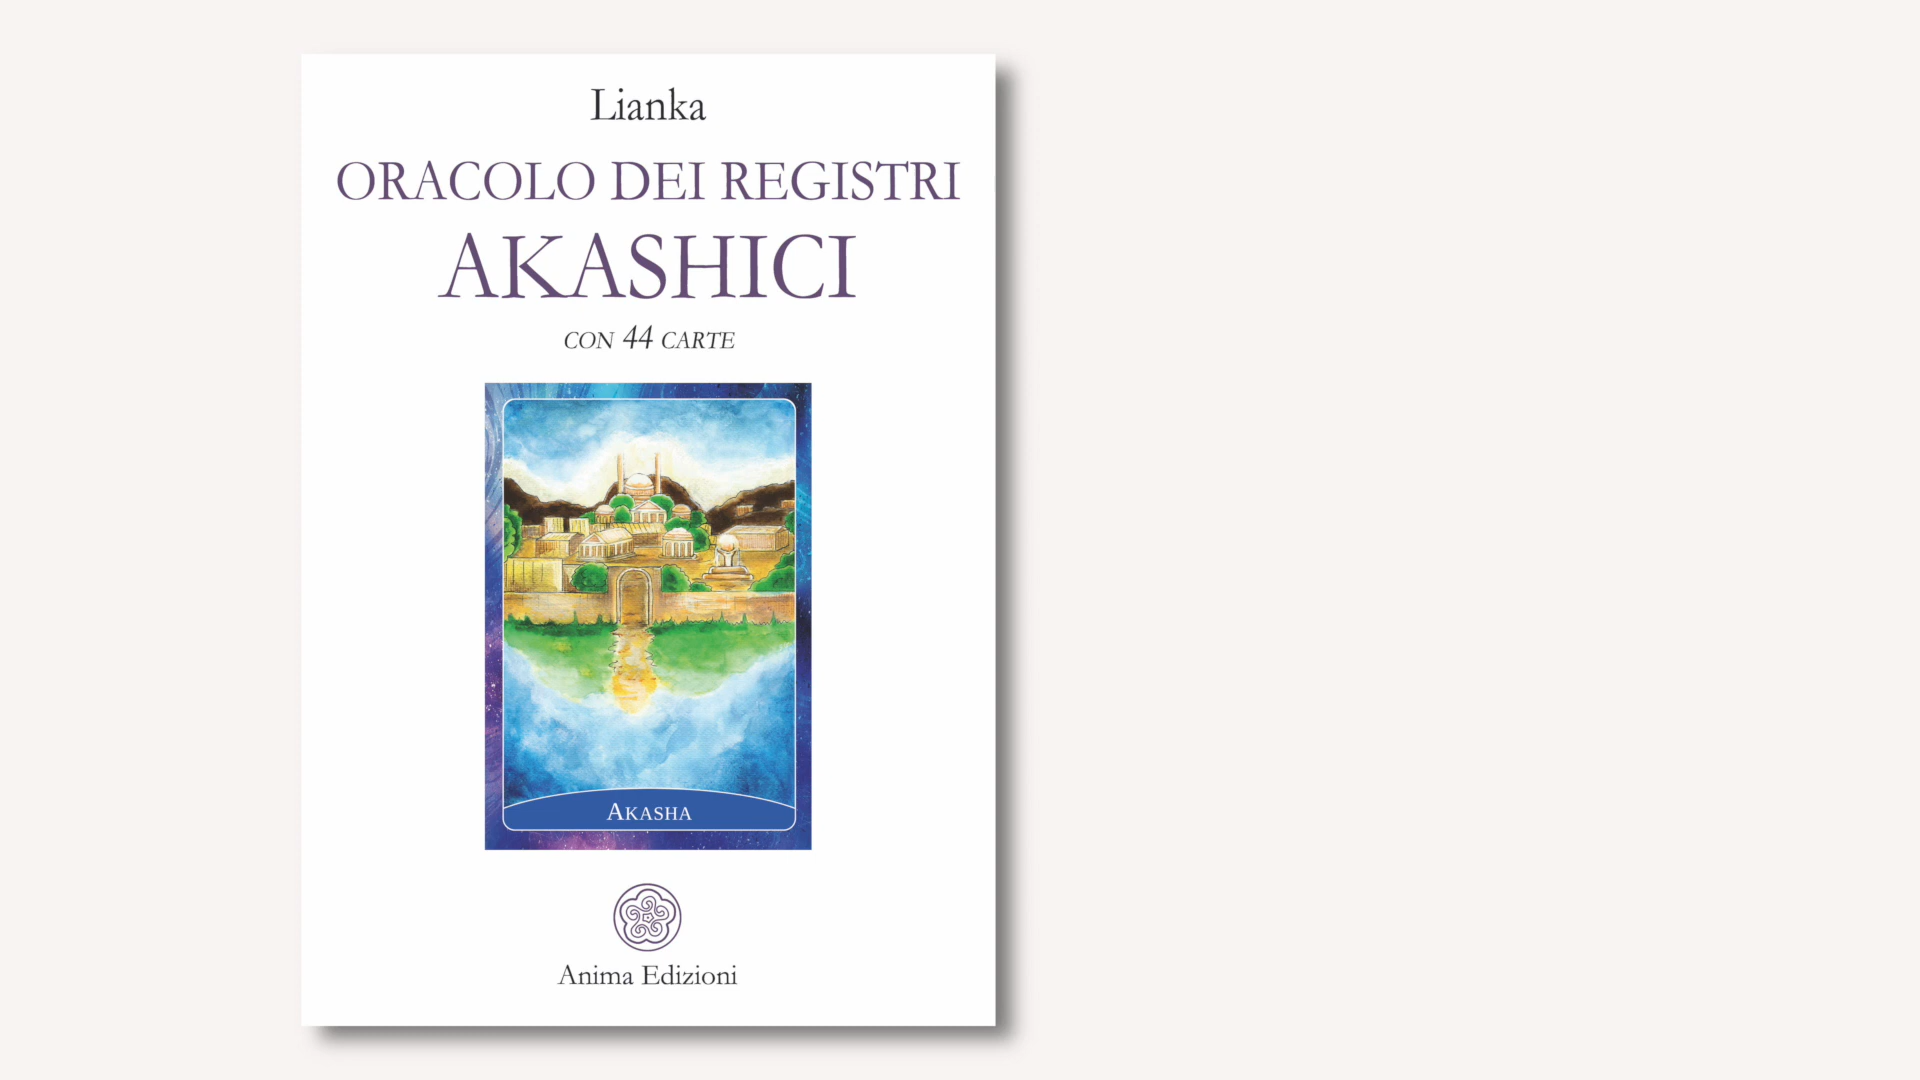 Lianka
ORACOLO DEI REGISTRI
AKASHICI
CON 44 CARTE
AKASHA
Anima Edizioni